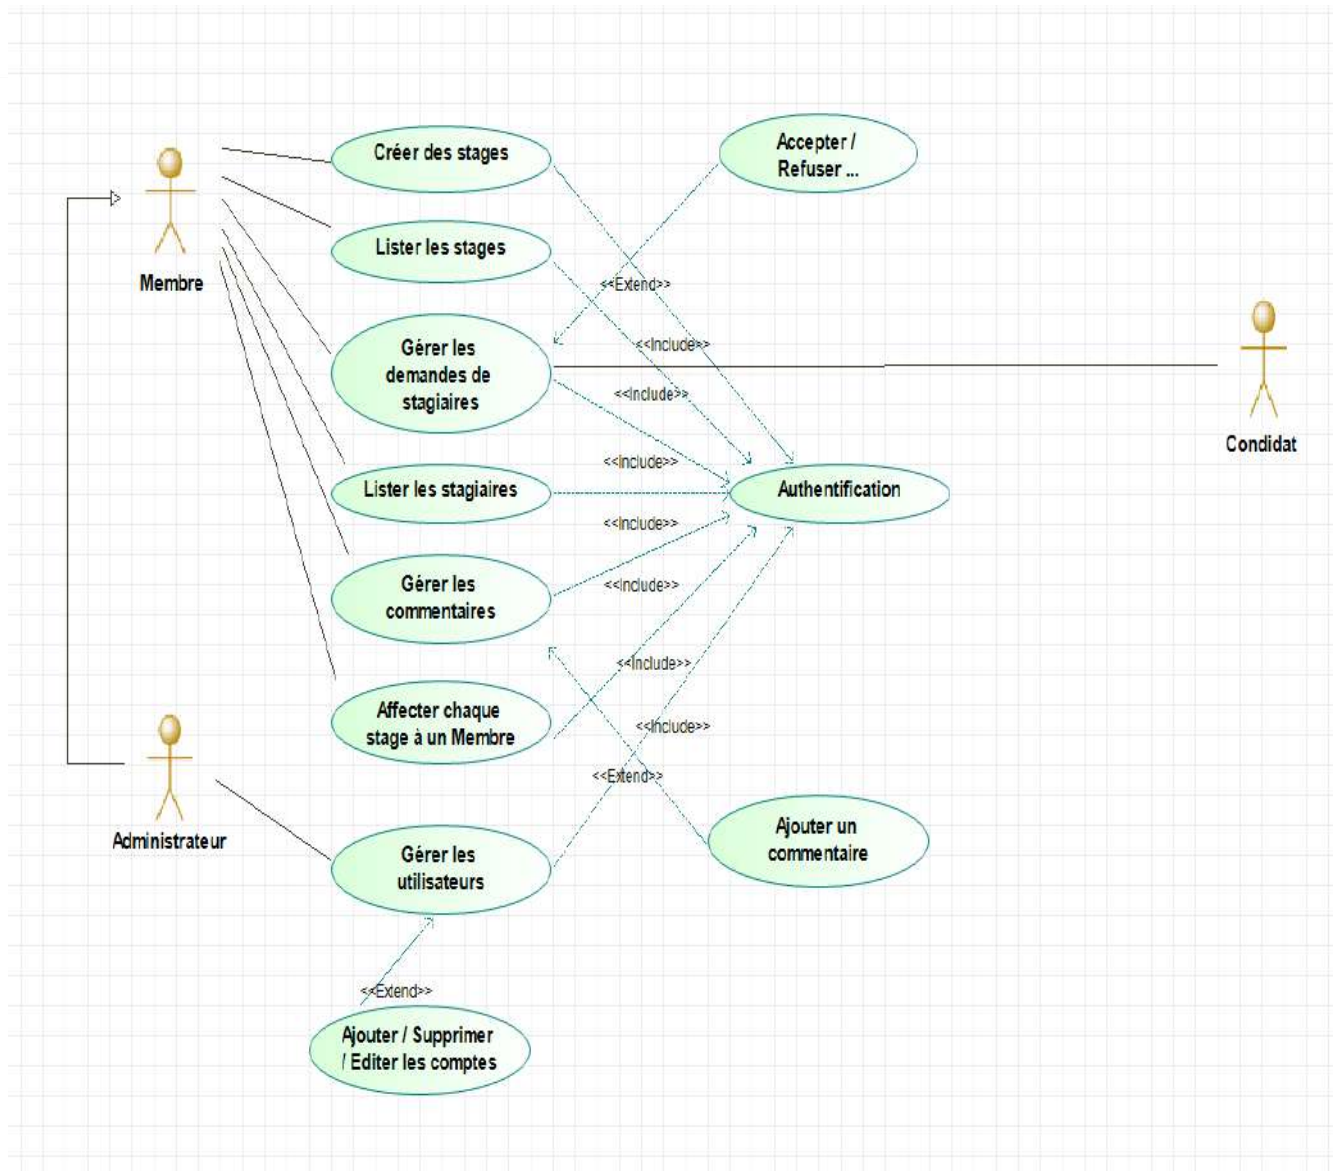 Créer des stages
Accepter /
Refuser ...
Membre
Lister les stages
<<Extend>>
<<Include>>
Gérer les
demandes de
stagiaires
<<Include>>
Condidat
<<Include>>
Lister les stagiaires
Authentification
<<Include>>
Gérer les
commentaires
<<Include>>
<<Include>>
Affecter chaque
stage à un Membre
<<Include>>
<<Extend>>
Administrateur
Gérer les
utilisateurs
Ajouter un
commentaire
<<Extend>>
Ajouter / Supprimer
/ Editer les comptes